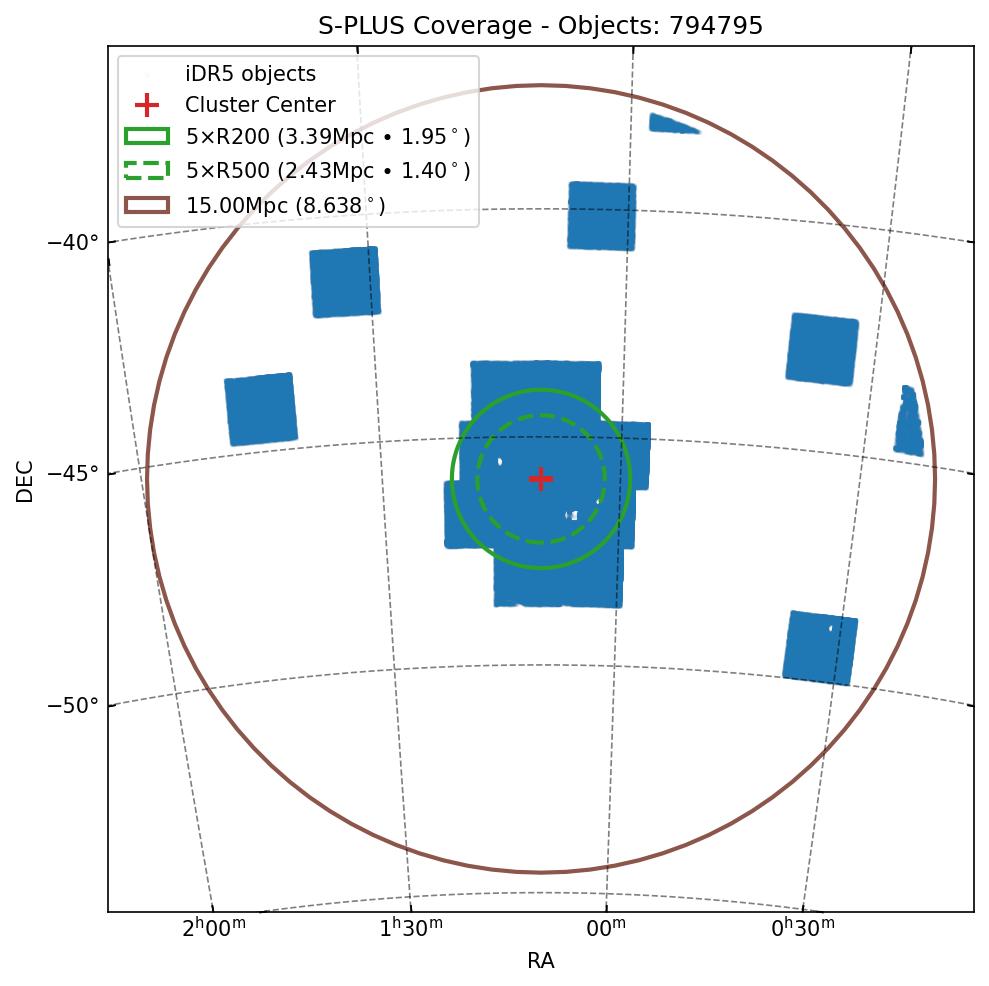 S-PLUS Coverage - Objects: 794795
iDR5 objects
Cluster Center
5×R200 (3.39Mpc • 1.95°)
5×R500 (2.43Mpc • 1.40°)
15.00Mpc (8.638°)
−40°
−45°
−50°
DEC
2ʰ00ᵐ
1ʰ30ᵐ
00ᵐ
0ʰ30ᵐ
RA